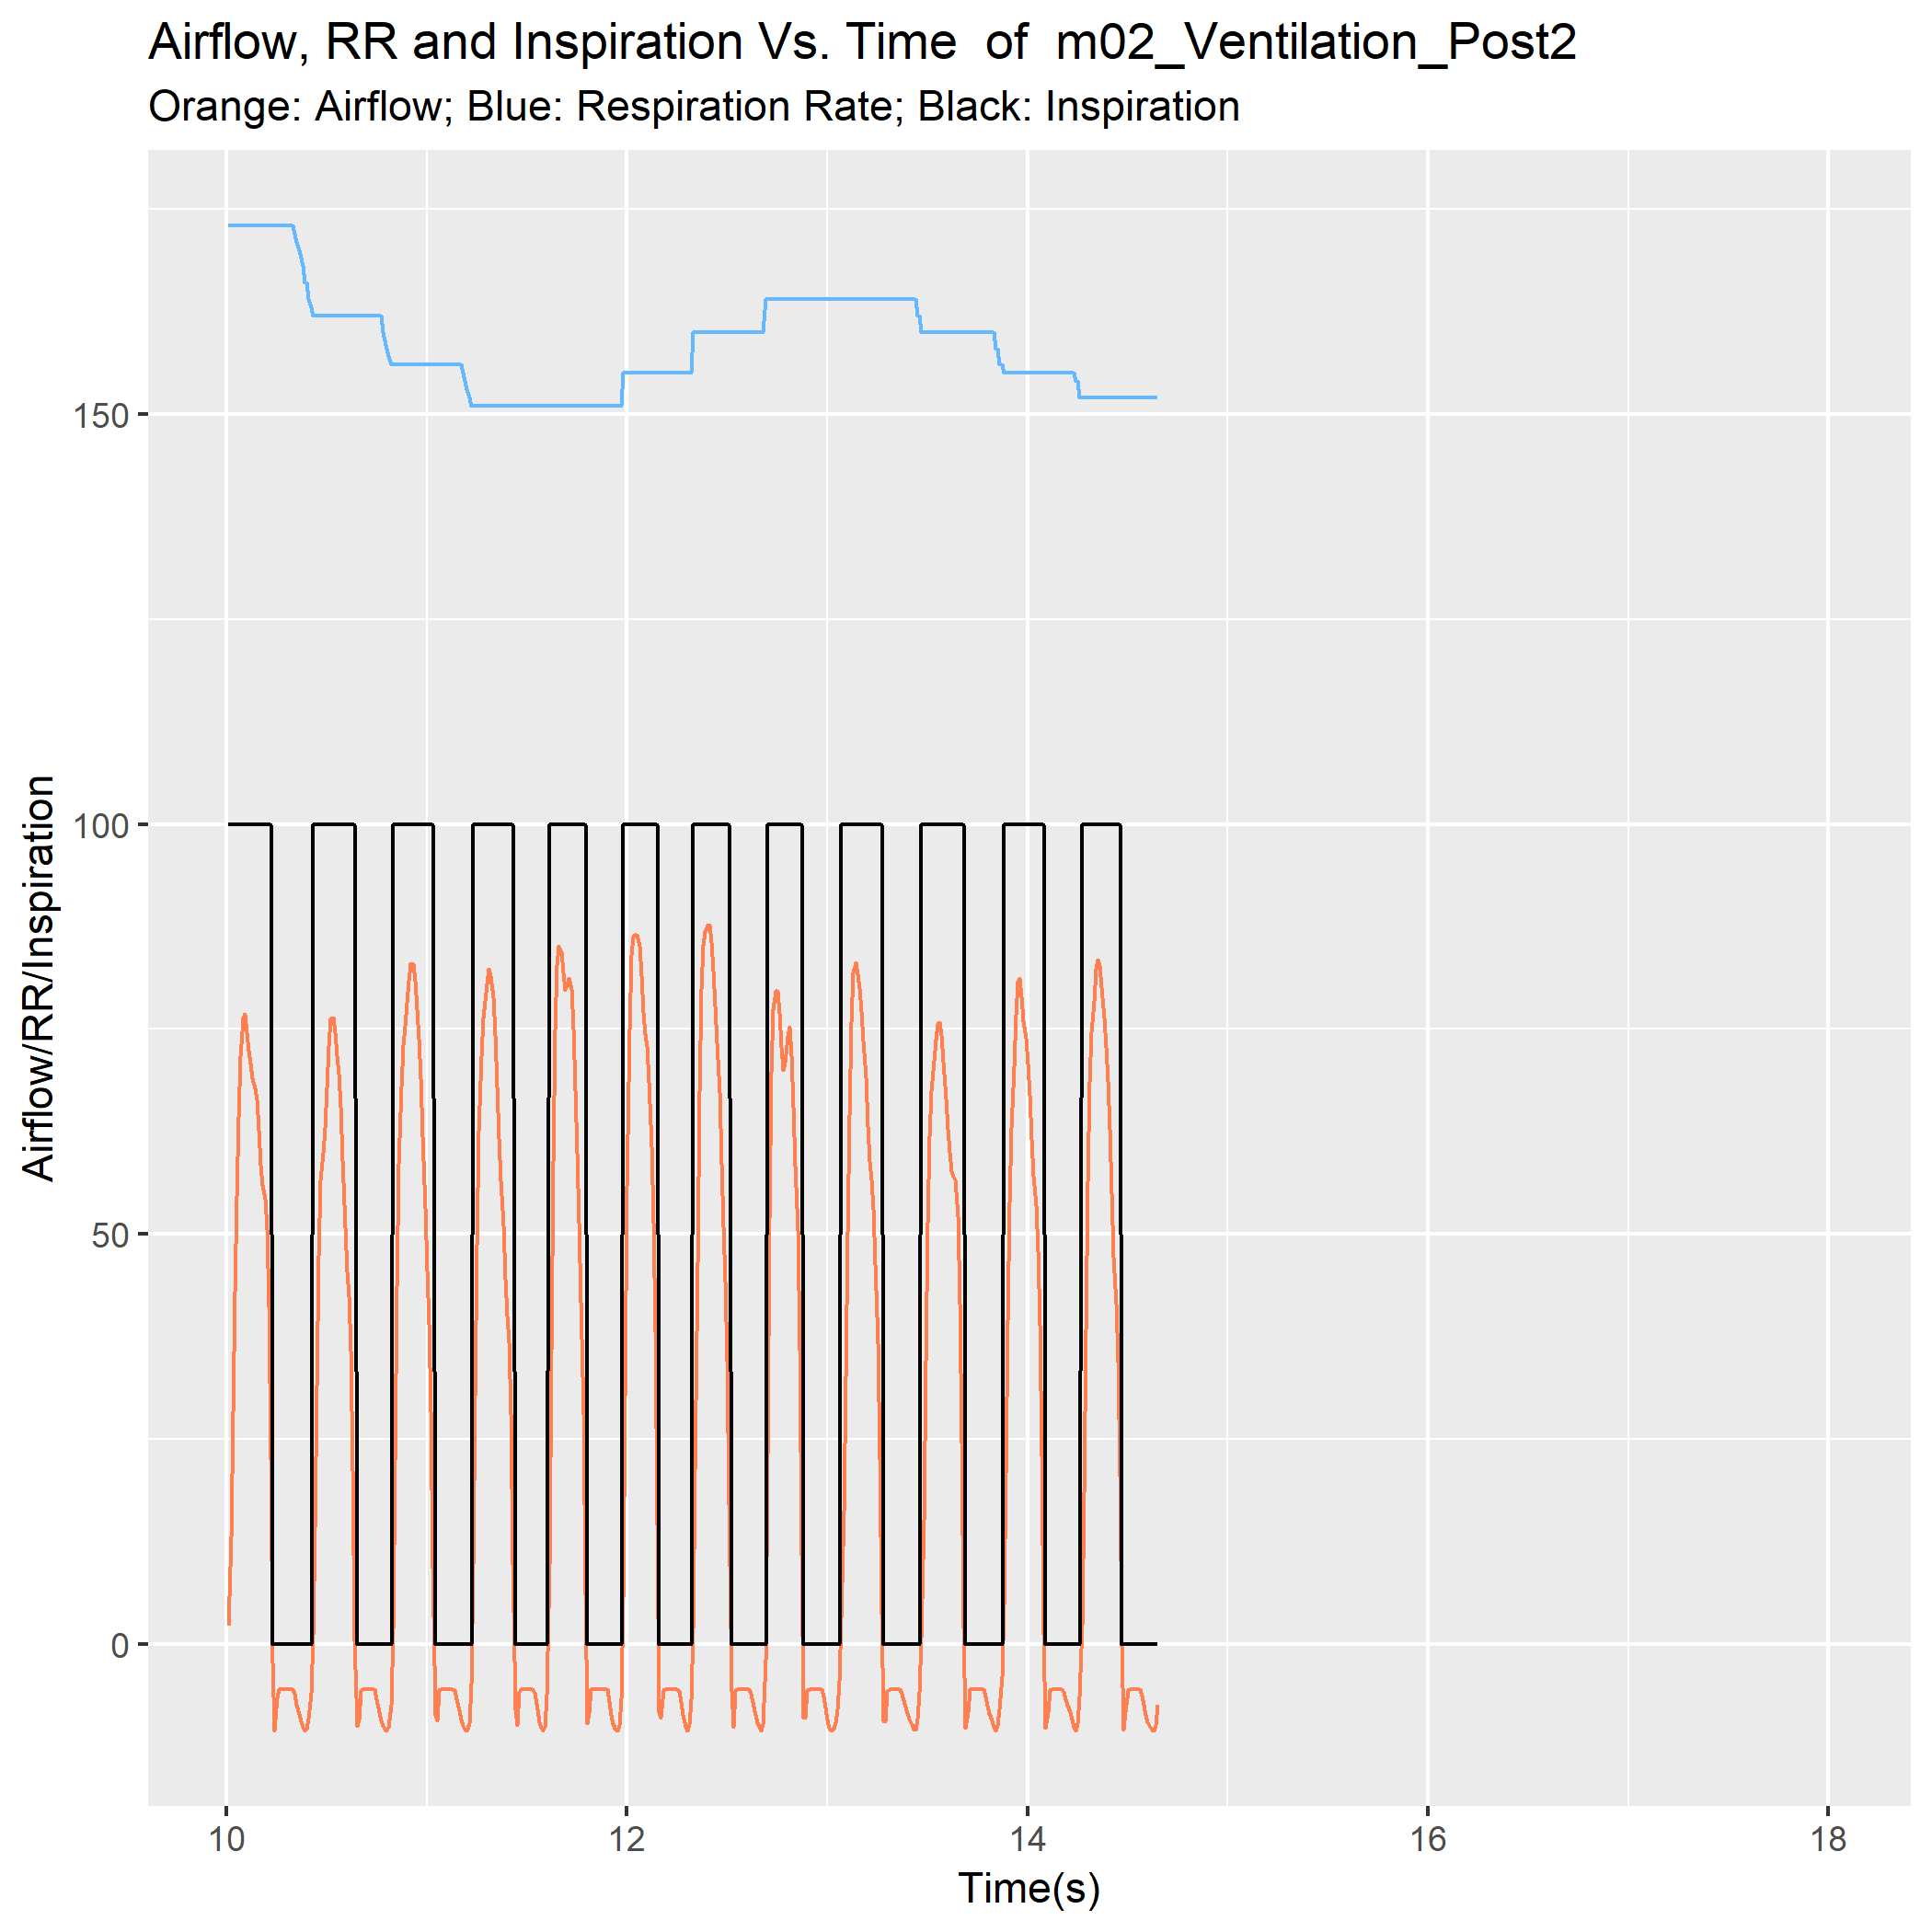 Airflow, RR and Inspiration Vs. Time  of  m02_Ventilation_Post2
Orange: Airflow; Blue: Respiration Rate; Black: Inspiration
Airflow/RR/Inspiration
150
100
50
0
10 12 14 16 18
Time(s)